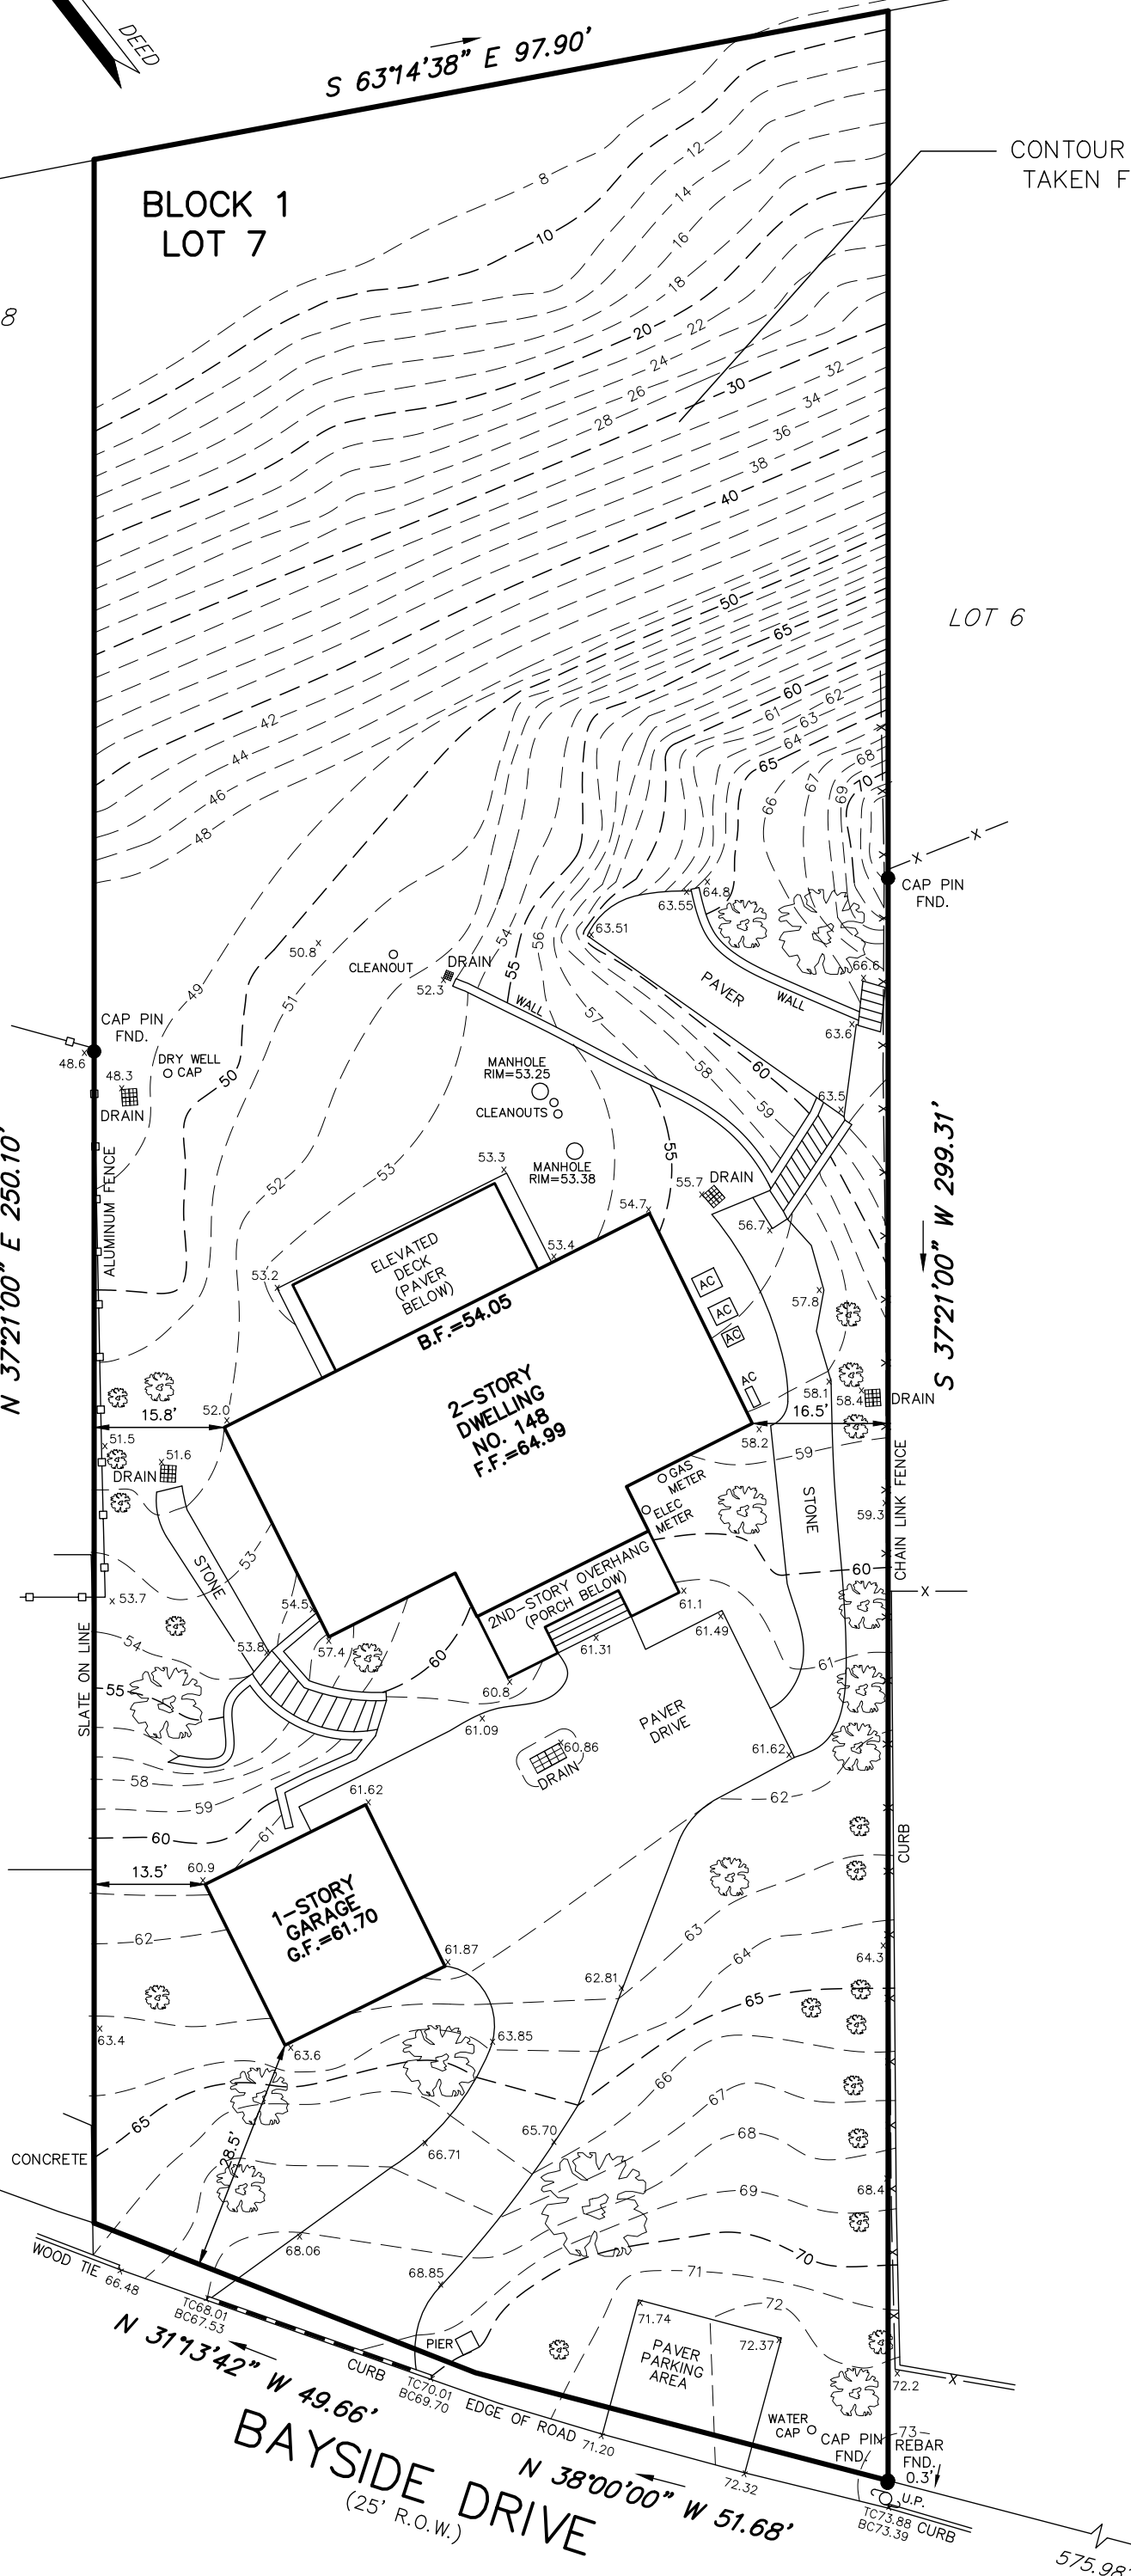 DEED
S 63°14'38" E 97.90'
CONTOUR
TAKEN F
BLOCK 1
LOT 7
8
8
10
12
14
16
18
20
22
24
26
28
30
32
34
36
38
40
50
65
LOT 6
60
61
62
63
64
65
66
67
68
69
70
42
44
46
48
CAP PIN
FND.
64.8
63.55
63.51
66.6
50.8
CLEANOUT
DRAIN
52.3
54
55
56
WALL
PAVER
WALL
63.6
49
51
57
CAP PIN
FND.
48.6
DRY WELL
CAP
48.3
DRAIN
50
MANHOLE
RIM=53.25
CLEANOUTS
58
59
60
63.5
N 37°21'00" E 250.10'
S 37°21'00" W 299.31'
ALUMINUM FENCE
52
53
53.3
MANHOLE
RIM=53.38
55
55.7
DRAIN
54.7
56.7
53.4
53.2
ELEVATED
DECK
(PAVER
BELOW)
B.F.=54.05
AC
AC
AC
AC
57.8
58.1
58.4
DRAIN
15.8'
52.0
16.5'
58.2
2-STORY
DWELLING
NO. 148
F.F.=64.99
51.5
51.6
DRAIN
59
GAS
METER
ELEC
METER
STONE
59.3
CHAIN LINK FENCE
STONE
53
60
2ND-STORY OVERHANG
(PORCH BELOW)
53.7
54.5
61.1
61.49
61.31
54
53.8
57.4
60
61
SLATE ON LINE
55
60.8
61.09
PAVER
DRIVE
60.86
DRAIN
61.62
58
59
61.62
62
60
61
CURB
13.5'
60.9
1-STORY
GARAGE
G.F.=61.70
62
61.87
63
64
64.3
62.81
65
63.4
63.6
63.85
66
67
65
28.5'
CONCRETE
66.71
65.70
68
69
68.4
68.06
68.85
70
71
WOOD TIE
66.48
TC68.01
BC67.53
72
71.74
72.37
PAVER
PARKING
AREA
PIER
N 31°13'42" W 49.66'
CURB
TC70.01
BC69.70
EDGE OF ROAD
71.20
72.2
WATER
CAP
CAP PIN
FND.
73
REBAR
FND.
0.3'
BAYSIDE DRIVE
(25' R.O.W.)
N 38°00'00" W 51.68'
72.32
U.P.
TC73.88
BC73.39
CURB
575.98'